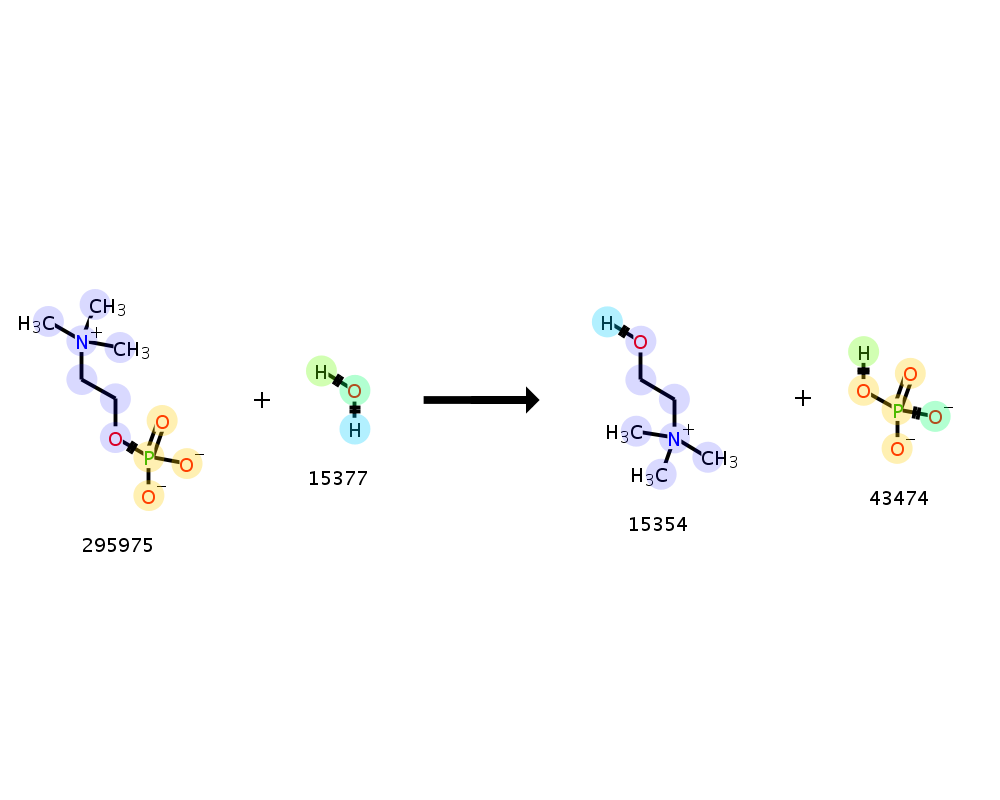 CH3
H3C
N+
CH3
O
O
P
O−
O−
295975
+
H
O
H
15377
H
O
H3C
N+
CH3
H3C
15354
+
H
O
O
P
O−
O−
43474